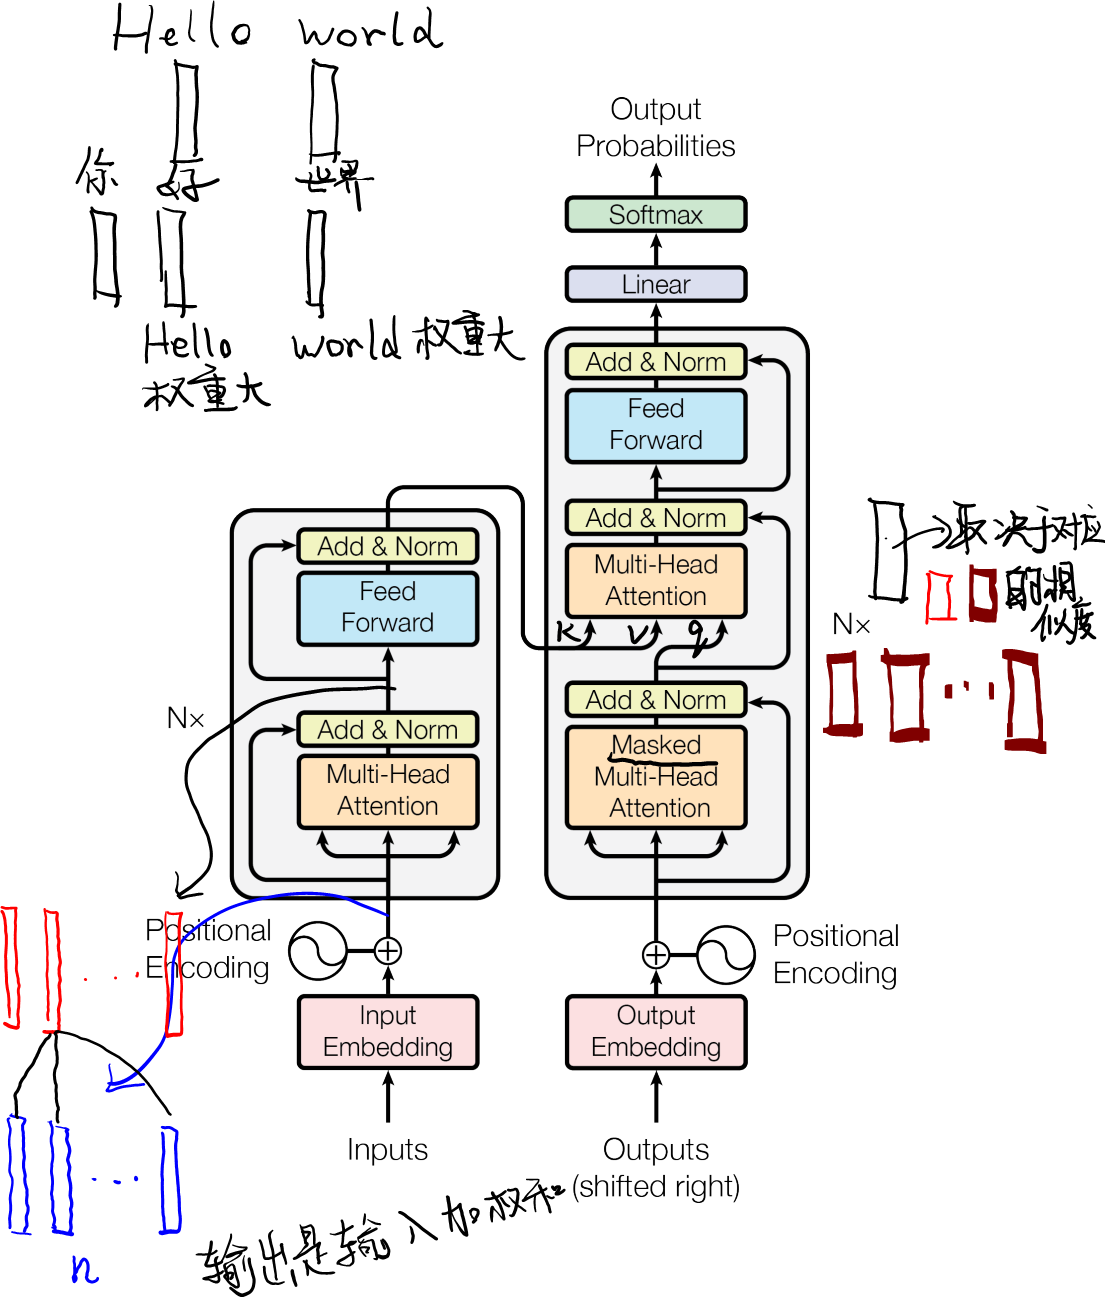 Hello world
你 好 世界
Hello 权重大
world 权重大
Output
Probabilities
Softmax
Linear
Add & Norm
Feed
Forward
Add & Norm
Multi-Head
Attention
K V q
Add & Norm
Masked
Multi-Head
Attention
Nx
取决于对应
的相
似度
Add & Norm
Feed
Forward
Nx
Add & Norm
Multi-Head
Attention
Positional
Encoding
Input
Embedding
Inputs
Positional
Encoding
Output
Embedding
Outputs
(shifted right)
n
输出是输入加权和